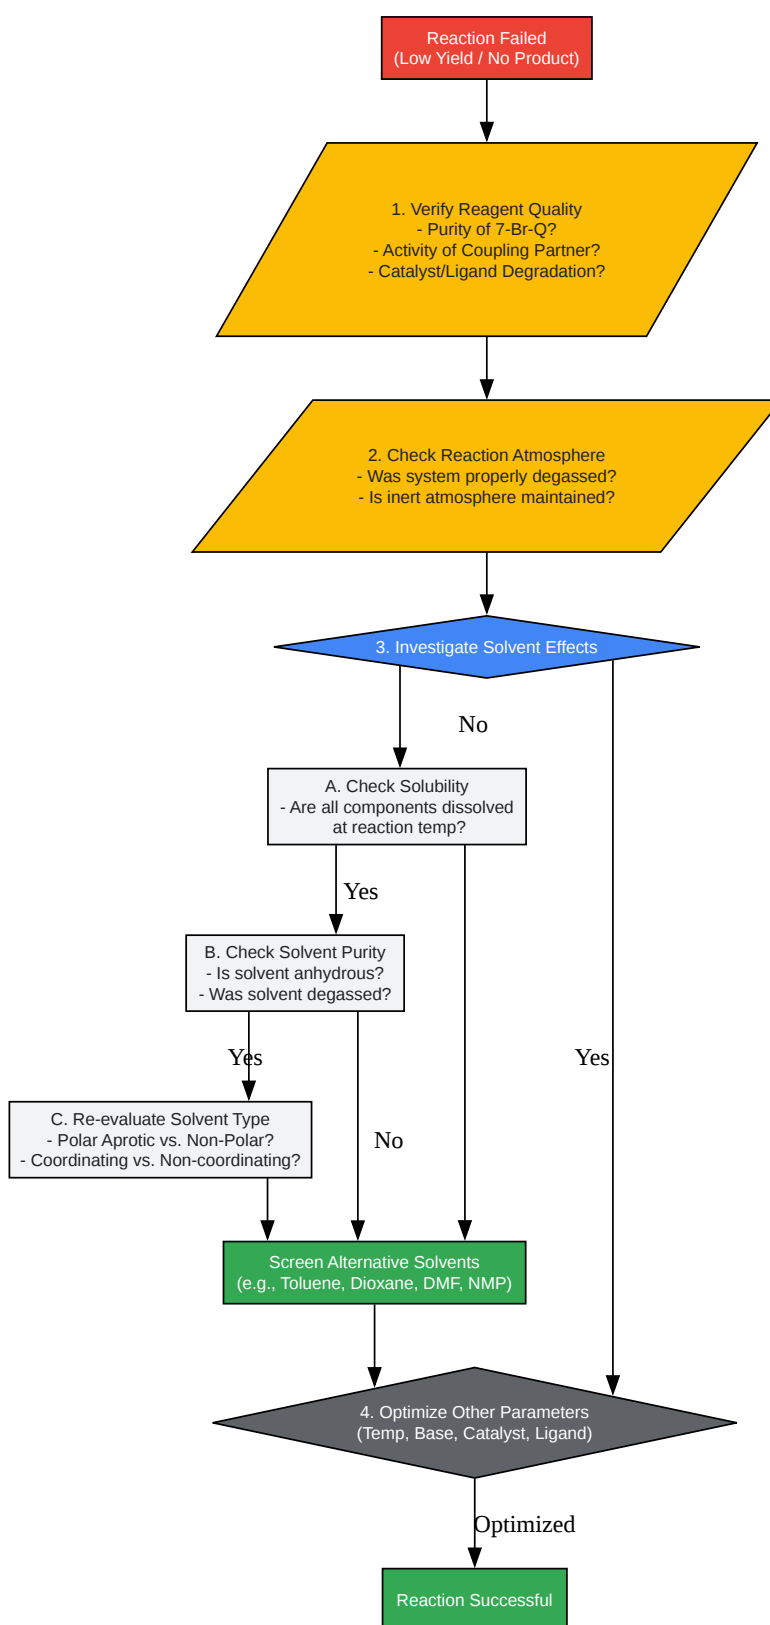 Reaction Failed
(Low Yield / No Product)
1. Verify Reagent Quality
- Purity of 7-Br-Q?
- Activity of Coupling Partner?
- Catalyst/Ligand Degradation?
2. Check Reaction Atmosphere
- Was system properly degassed?
- Is inert atmosphere maintained?
3. Investigate Solvent Effects
No
A. Check Solubility
- Are all components dissolved
at reaction temp?
Yes
B. Check Solvent Purity
- Is solvent anhydrous?
- Was solvent degassed?
Yes
Yes
C. Re-evaluate Solvent Type
- Polar Aprotic vs. Non-Polar?
- Coordinating vs. Non-coordinating?
No
Screen Alternative Solvents
(e.g., Toluene, Dioxane, DMF, NMP)
4. Optimize Other Parameters
(Temp, Base, Catalyst, Ligand)
Optimized
Reaction Successful